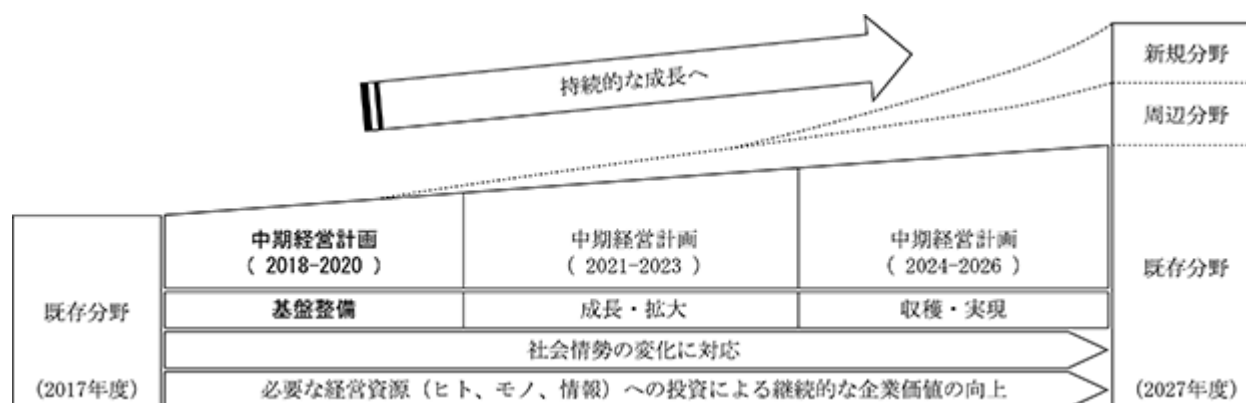 持続的な成長へ
新規分野
周辺分野
中期経営計画
( 2018-2020 )
中期経営計画
( 2021-2023 )
中期経営計画
( 2024-2026 )
既存分野
既存分野
基盤整備
成長・拡大
収穫・実現
社会情勢の変化に対応
(2017年度)
必要な経営資源（ヒト、モノ、情報）への投資による継続的な企業価値の向上
(2027年度)